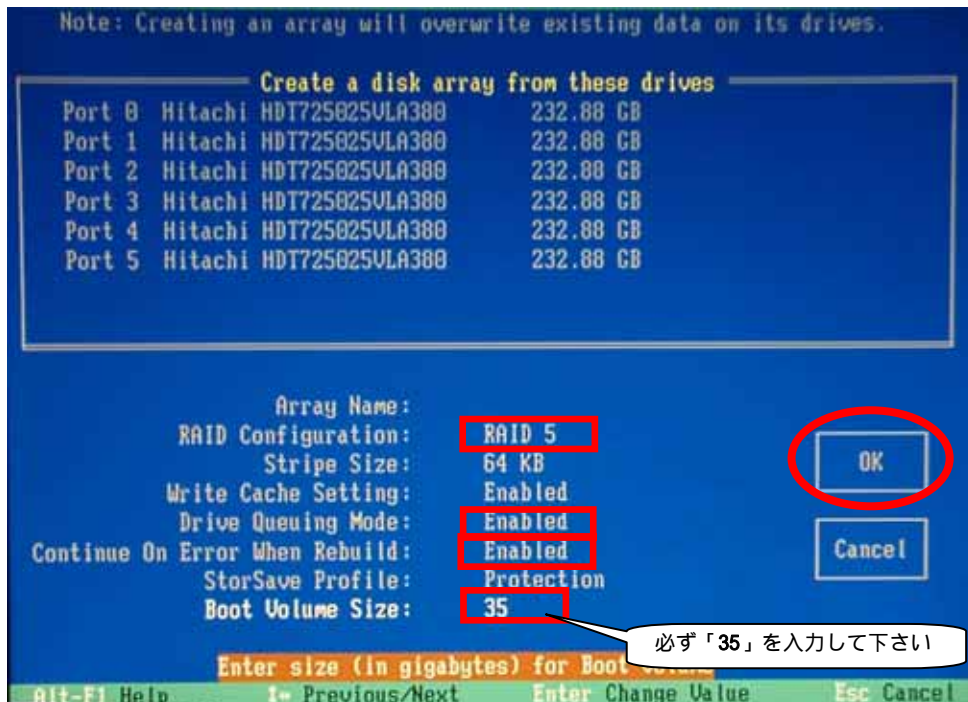 Note: Creating an array will overwrite existing data on its drives.
Create a disk array from these drives
Port 0 Hitachi HDT725025VLA380 232.88 GB
Port 1 Hitachi HDT725025VLA380 232.88 GB
Port 2 Hitachi HDT725025VLA380 232.88 GB
Port 3 Hitachi HDT725025VLA380 232.88 GB
Port 4 Hitachi HDT725025VLA380 232.88 GB
Port 5 Hitachi HDT725025VLA380 232.88 GB
Array Name:
RAID Configuration: RAID 5
Stripe Size: 64 KB
OK
Write Cache Setting: Enabled
Drive Queuing Mode: Enabled
Continue On Error When Rebuild: Enabled
Cancel
StorSave Profile: Protection
Boot Volume Size: 35
必ず「35」を入力して下さい
Enter size (in gigabytes) for Boot
Alt-F1 Help Previous/Next Enter Change Value Esc Cancel